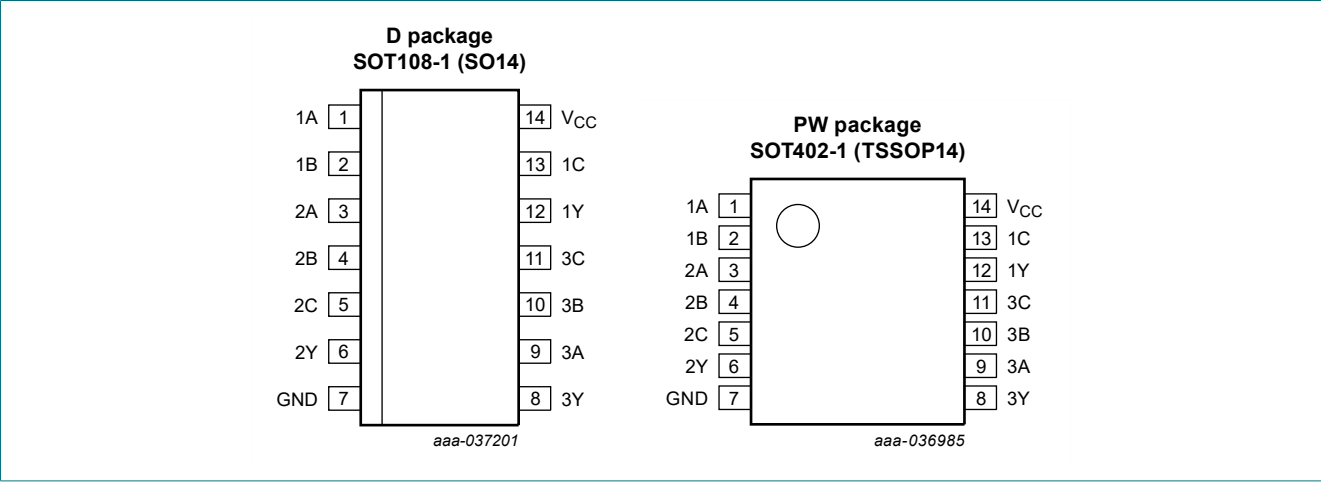 D package
SOT108-1 (SO14)
1A 1 14 VCC
1B 2 13 1C
2A 3 12 1Y
2B 4 11 3C
2C 5 10 3B
2Y 6 9 3A
GND 7 8 3Y
aaa-037201
PW package
SOT402-1 (TSSOP14)
1A 1 14 VCC
1B 2 13 1C
2A 3 12 1Y
2B 4 11 3C
2C 5 10 3B
2Y 6 9 3A
GND 7 8 3Y
aaa-036985